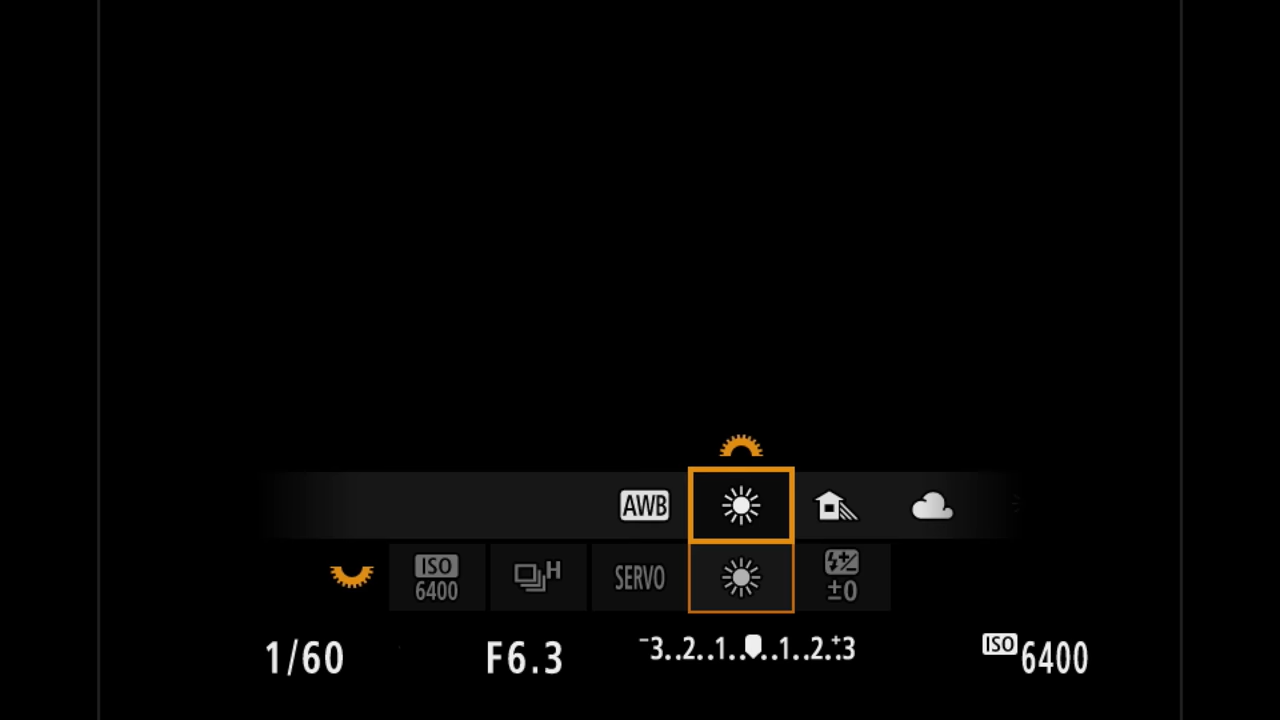 AWB
ISO H SERVO
6400 ±0
1/60 F6.3 -3..2..1..0..1..2.:+3 ISO 6400